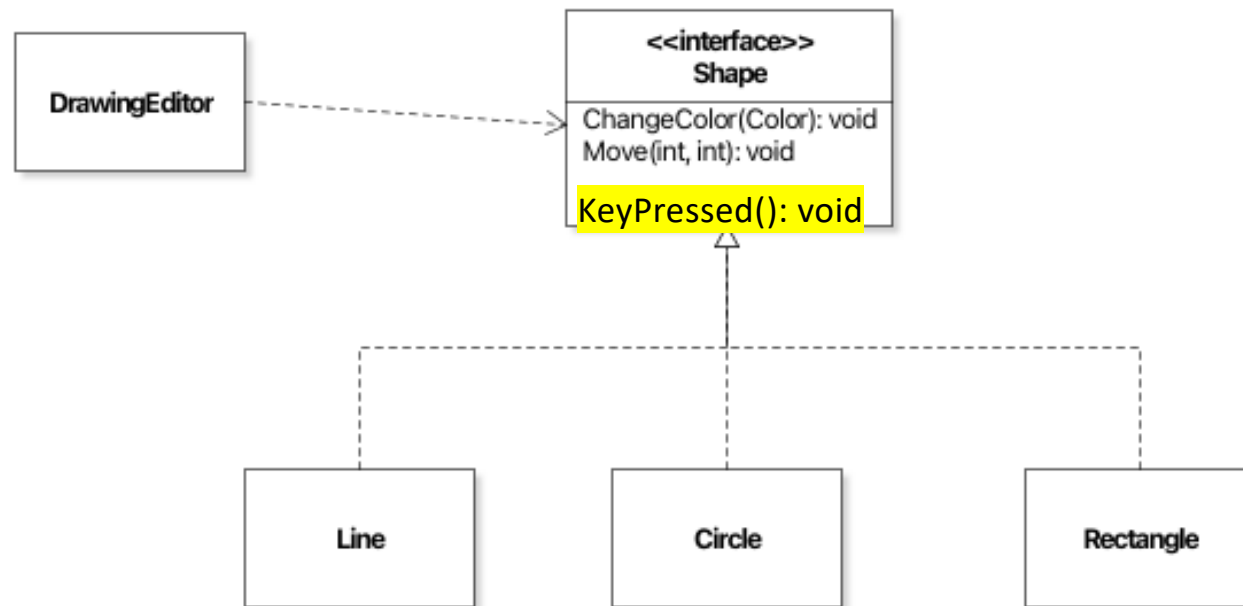 DrawingEditor
<<interface>>
Shape
ChangeColor(Color): void
Move(int, int): void
KeyPressed(): void
Line
Circle
Rectangle